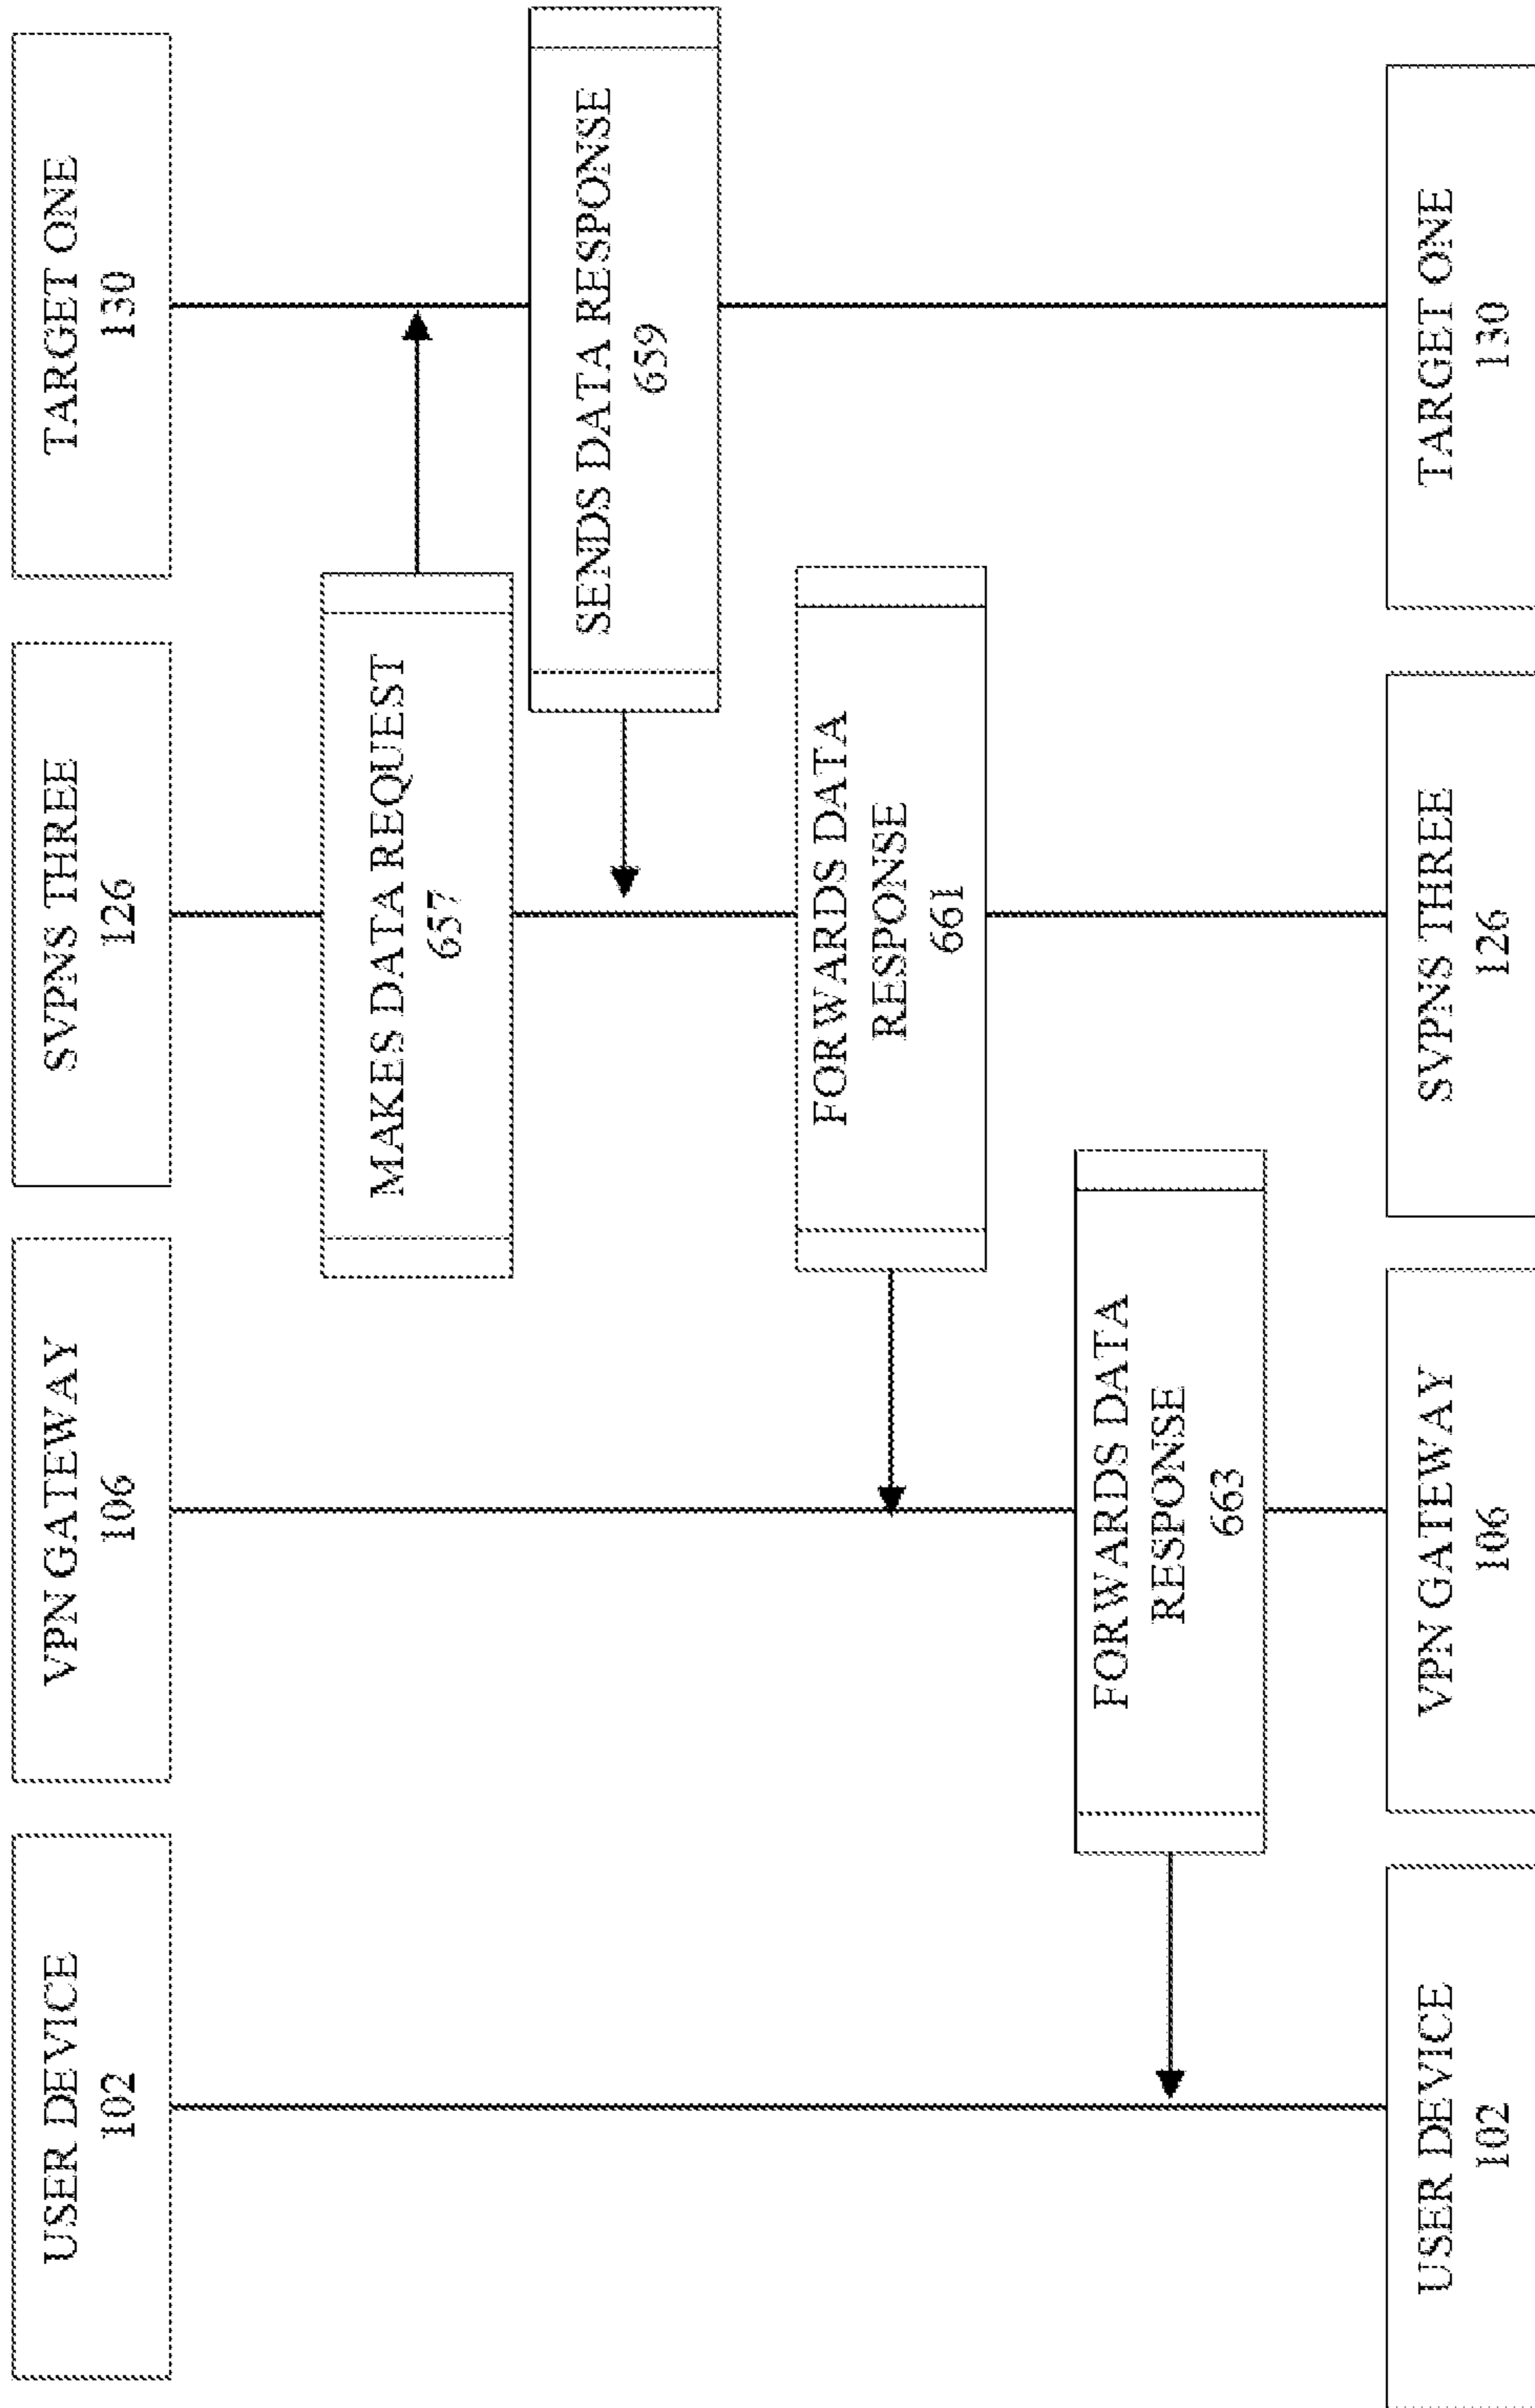 USER DEVICE
102
VPN GATEWAY
106
SVPNS THREE
126
TARGET ONE
130
MAKES DATA REQUEST
657
SENDS DATA RESPONSE
659
FORWARDS DATA
RESPONSE
661
FORWARDS DATA
RESPONSE
663
USER DEVICE
102
VPN GATEWAY
106
SVPNS THREE
126
TARGET ONE
130